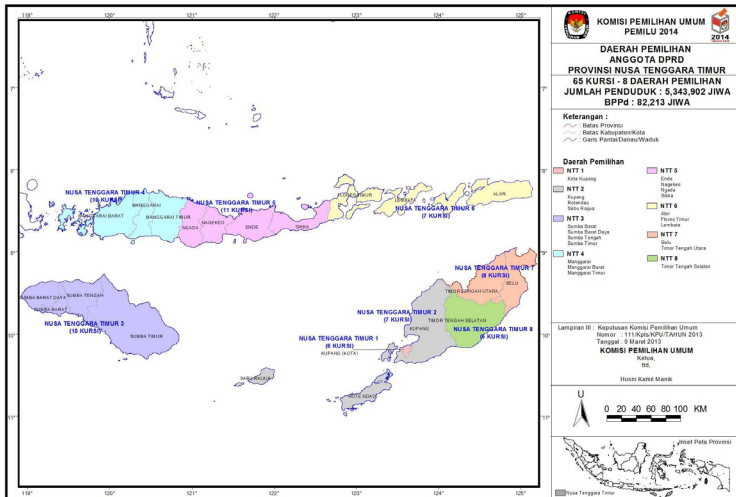 119° 120° 121° 122° 123° 124° 125°
7°
8°
9°
10°
11°
NUSA TENGGARA TIMUR 4
(10 KURSI)
MANGGARAI
MANGGARAI BARAT
MANGGARAI TIMUR
NUSA TENGGARA TIMUR 5
(11 KURSI)
NGADA
NAGEKEO
ENDE
SIKKA
FLORES TIMUR
LEMBATA
ALOR
NUSA TENGGARA TIMUR 6
(7 KURSI)
SUMBA BARAT DAYA
SUMBA TENGAH
SUMBA BARAT
SUMBA TIMUR
NUSA TENGGARA TIMUR 3
(10 KURSI)
NUSA TENGGARA TIMUR 7
(8 KURSI)
BELU
TIMOR TENGAH UTARA
NUSA TENGGARA TIMUR 2
(7 KURSI)
KUPANG
TIMOR TENGAH SELATAN
NUSA TENGGARA TIMUR 8
(6 KURSI)
NUSA TENGGARA TIMUR 1
(6 KURSI)
KUPANG (KOTA)
SABU RAIJUA
ROTE NDAO
119° 120° 121° 122° 123° 124° 125°
KOMISI PEMILIHAN UMUM
PEMILU 2014
2014
DAERAH PEMILIHAN
ANGGOTA DPRD
PROVINSI NUSA TENGGARA TIMUR
65 KURSI - 8 DAERAH PEMILIHAN
JUMLAH PENDUDUK : 5,343,902 JIWA
BPPd : 82,213 JIWA
Keterangan :
: Batas Provinsi
: Batas Kabupaten/Kota
: Garis Pantai/Danau/Waduk
Daerah Pemilihan
NTT 1
Kota Kupang
NTT 2
Kupang
Rotendao
Sabu Raijua
NTT 3
Sumba Barat
Sumba Barat Daya
Sumba Tengah
Sumba Timur
NTT 4
Manggarai
Manggarai Barat
Manggarai Timur
NTT 5
Ende
Nagekeo
Ngada
Sikka
NTT 6
Alor
Flores Timur
Lembata
NTT 7
Belu
Timor Tengah Utara
NTT 8
Timor Tengah Selatan
Lampiran III : Keputusan Komisi Pemilihan Umum
Nomor : 111/Kpts/KPU/TAHUN 2013
Tanggal : 9 Maret 2013
KOMISI PEMILIHAN UMUM
Ketua,
ttd,
Husni Kamil Manik
U
0 20 40 60 80 100 KM
Inset Peta Provinsi
Nusa Tenggara Timur